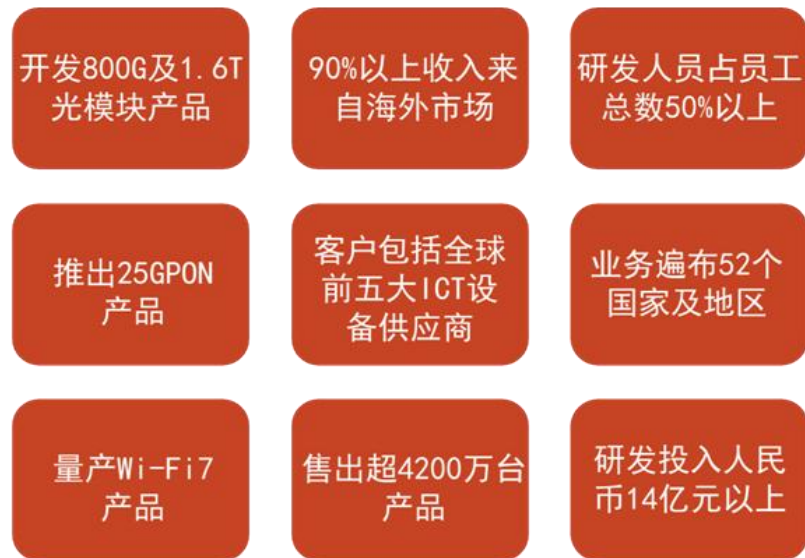 开发800G及1.6T
光模块产品
90%以上收入来
自海外市场
研发人员占员工
总数50%以上
推出25GPON
产品
客户包括全球
前五大ICT设
备供应商
业务遍布52个
国家及地区
量产Wi-Fi7
产品
售出超4200万台
产品
研发投入人民
币14亿元以上